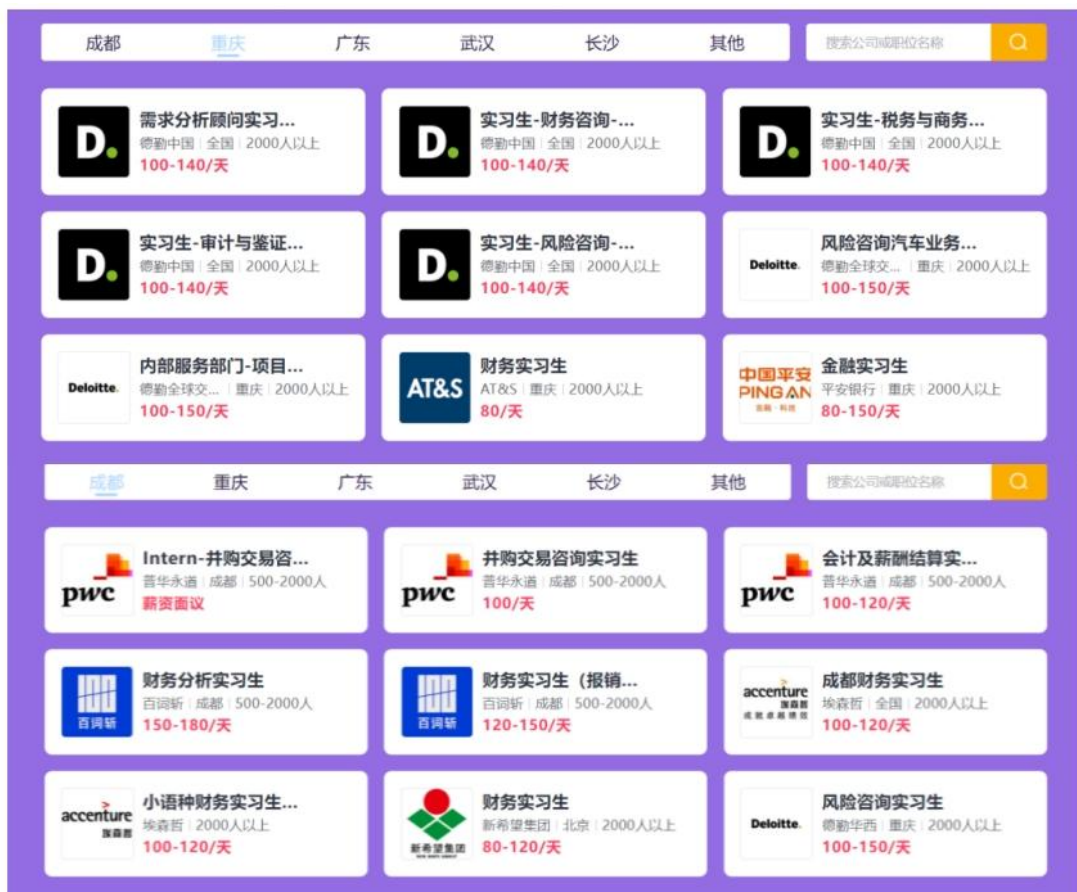 成都 重庆 广东 武汉 长沙 其他 搜索公司或职位名称
D. 需求分析顾问实习... D. 实习生-财务咨询-... D. 实习生-税务与商务...
德勤中国 全国 2000人以上 德勤中国 全国 2000人以上 德勤中国 全国 2000人以上
100-140/天 100-140/天 100-140/天
D. 实习生-审计与鉴证... D. 实习生-风险咨询-... Deloitte. 风险咨询汽车业务...
德勤中国 全国 2000人以上 德勤中国 全国 2000人以上 德勤全球交... 重庆 2000人以上
100-140/天 100-140/天 100-150/天
Deloitte. 内部服务部门-项目... AT&S 财务实习生 中国平安 PING AN 金融·科技 金融实习生
德勤全球交... 重庆 2000人以上 AT&S 重庆 2000人以上 平安银行 重庆 2000人以上
100-150/天 80/天 80-150/天
成都 重庆 广东 武汉 长沙 其他 搜索公司或职位名称
pwc Intern-并购交易咨... pwc 并购交易咨询实习生 pwc 会计及薪酬结算实...
普华永道 成都 500-2000人 普华永道 成都 500-2000人 普华永道 成都 500-2000人
薪资面议 100/天 100-120/天
百词斩 财务分析实习生 百词斩 财务实习生（报销... accenture 埃森哲 成就卓越绩效 成都财务实习生
百词斩 成都 500-2000人 百词斩 成都 500-2000人 埃森哲 全国 2000人以上
150-180/天 120-150/天 100-120/天
accenture 埃森哲 小语种财务实习生... 新希望集团 NEW HOPE GROUP 财务实习生 Deloitte. 风险咨询实习生
埃森哲 2000人以上 新希望集团 北京 2000人以上 德勤华西 重庆 2000人以上
100-120/天 80-120/天 100-150/天